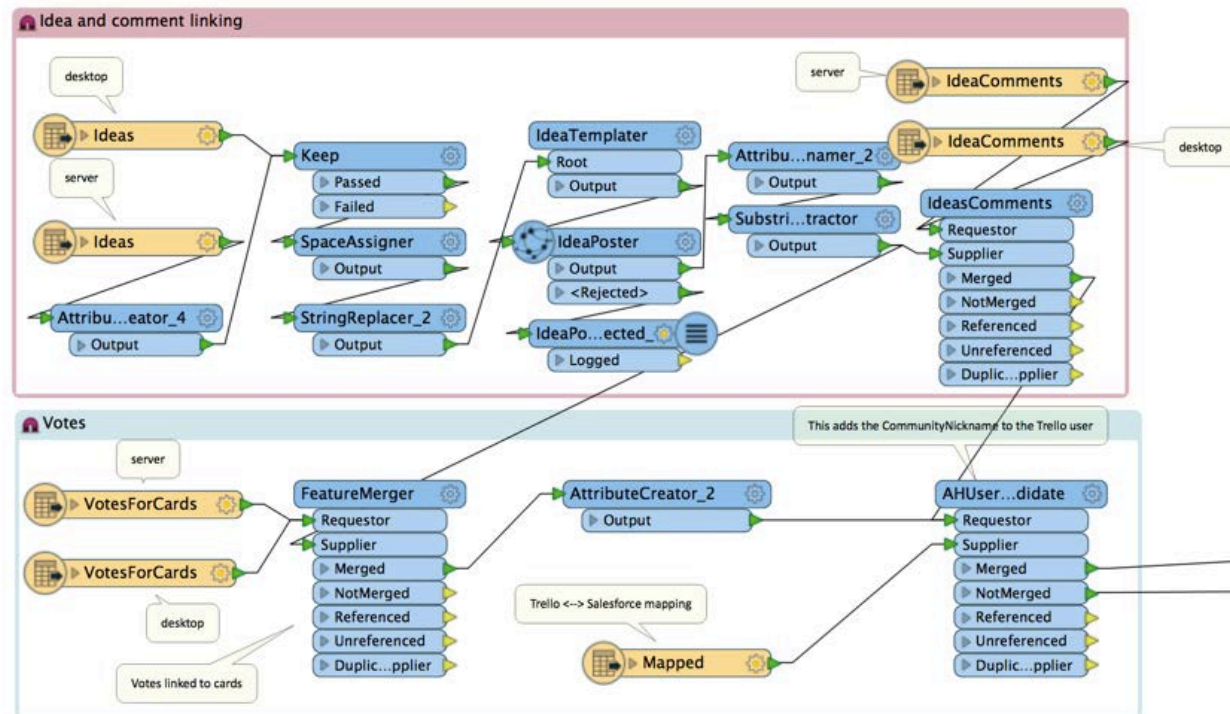 Idea and comment linking
desktop
Ideas
server
Ideas
Attribu...eator_4
Output
Keep
Passed
Failed
SpaceAssigner
Output
StringReplacer_2
Output
IdeaTemplater
Root
Output
IdeaPoster
Output
<Rejected>
IdeaPo...ected_
Logged
Attribu...namer_2
Output
Substri...tractor
Output
server
IdeaComments
IdeaComments
desktop
IdeasComments
Requestor
Supplier
Merged
NotMerged
Referenced
Unreferenced
Duplic...pplier
Votes
server
VotesForCards
VotesForCards
desktop
Votes linked to cards
FeatureMerger
Requestor
Supplier
Merged
NotMerged
Referenced
Unreferenced
Duplic...pplier
AttributeCreator_2
Output
Trello <--> Salesforce mapping
Mapped
This adds the CommunityNickname to the Trello user
AHUser...didate
Requestor
Supplier
Merged
NotMerged
Referenced
Unreferenced
Duplic...pplier